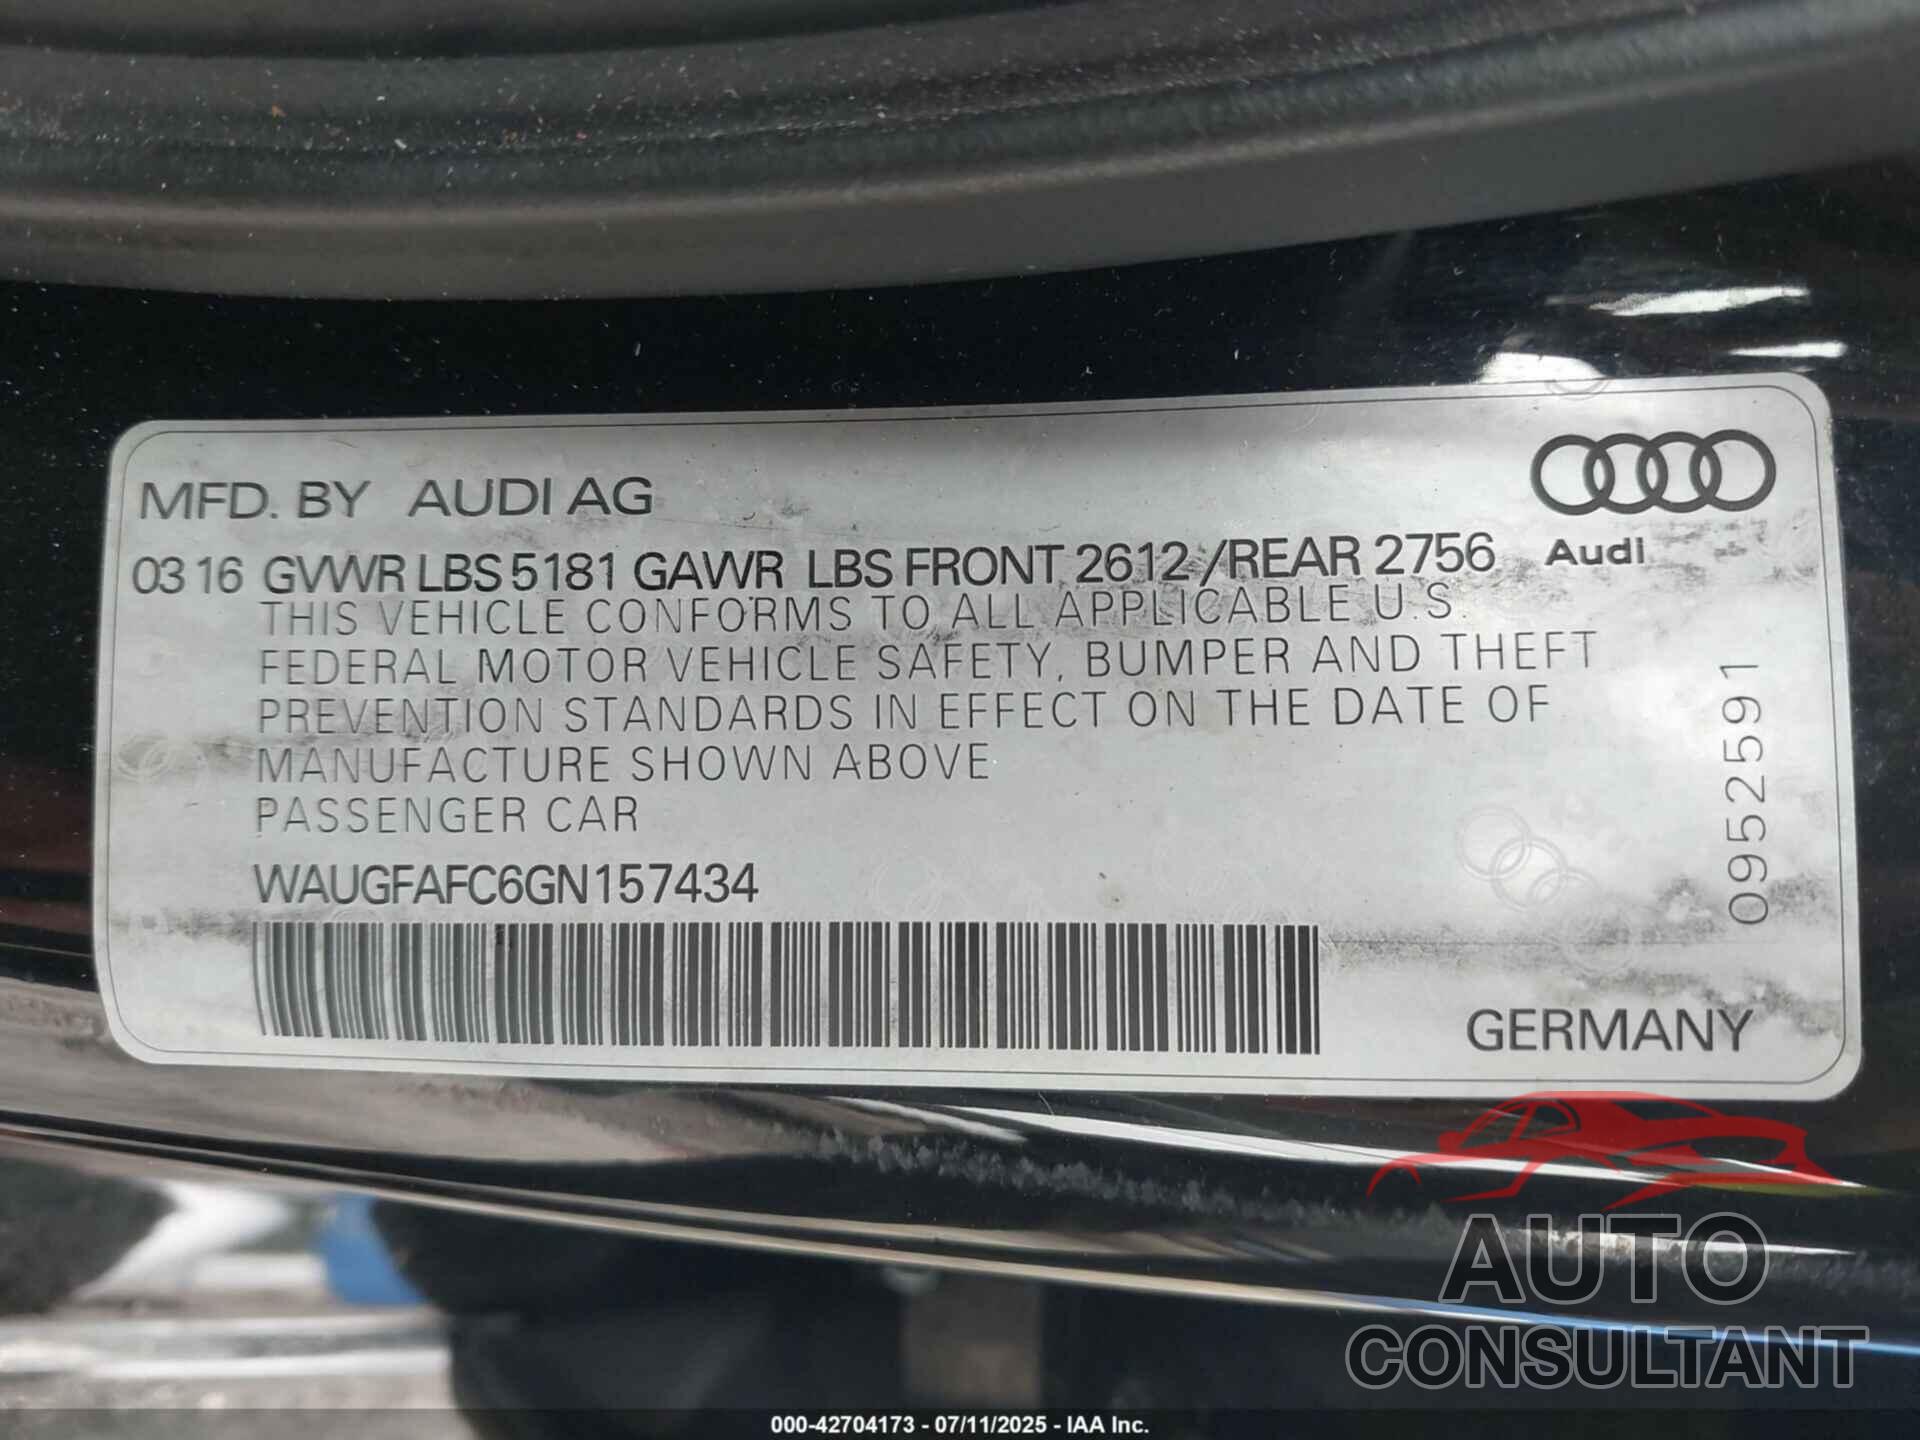 MFD. BY AUDI AG
03 16 GVWR LBS 5181 GAWR LBS FRONT 2612 /REAR 2756 Audi
THIS VEHICLE CONFORMS TO ALL APPLICABLE U.S.
FEDERAL MOTOR VEHICLE SAFETY, BUMPER AND THEFT
PREVENTION STANDARDS IN EFFECT ON THE DATE OF
MANUFACTURE SHOWN ABOVE
PASSENGER CAR
WAUGFAFC6GN157434
0952591
GERMANY
AUTO
CONSULTANT
000-42704173 - 07/11/2025 - IAA Inc.